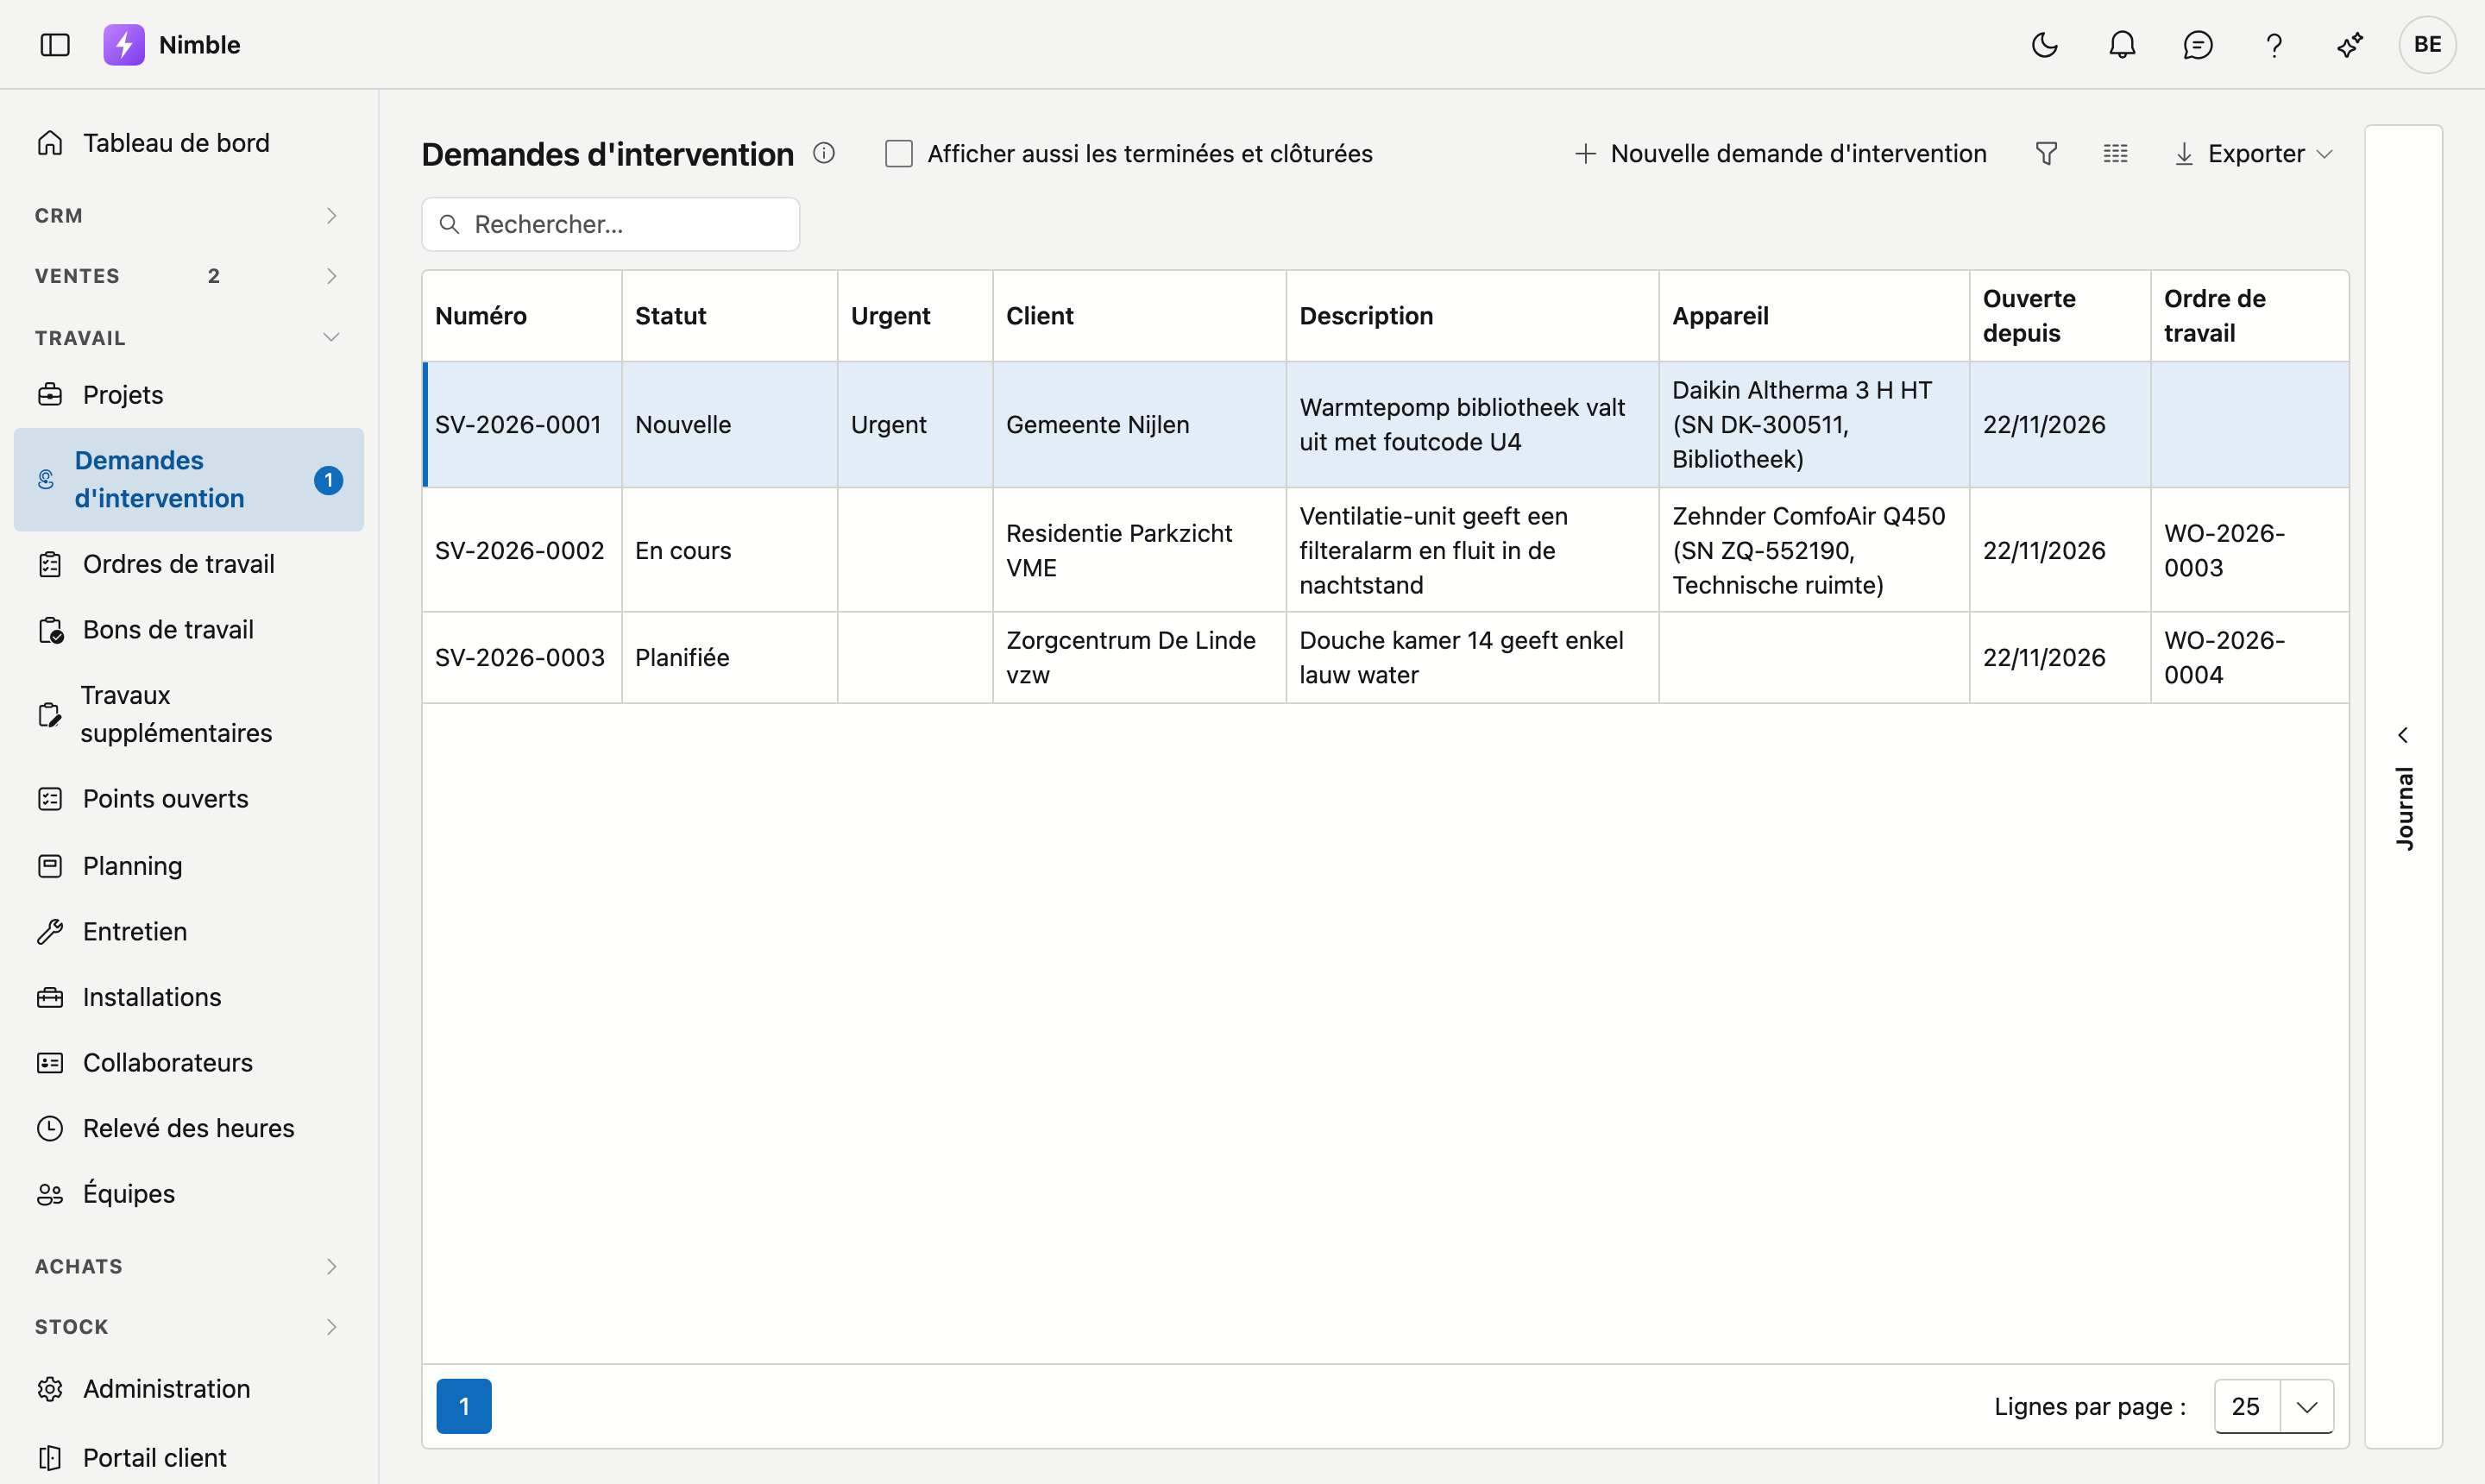 Nimble
BE
Tableau de bord
CRM
VENTES 2
TRAVAIL
Projets
Demandes
d'intervention
1
Ordres de travail
Bons de travail
Travaux
supplémentaires
Points ouverts
Planning
Entretien
Installations
Collaborateurs
Relevé des heures
Équipes
ACHATS
STOCK
Administration
Portail client
Demandes d'intervention
Afficher aussi les terminées et clôturées
Nouvelle demande d'intervention
Exporter
Rechercher...
Numéro
Statut
Urgent
Client
Description
Appareil
Ouverte
depuis
Ordre de
travail
SV-2026-0001
Nouvelle
Urgent
Gemeente Nijlen
Warmtepomp bibliotheek valt
uit met foutcode U4
Daikin Altherma 3 H HT
(SN DK-300511,
Bibliotheek)
22/11/2026
SV-2026-0002
En cours
Residentie Parkzicht
VME
Ventilatie-unit geeft een
filteralarm en fluit in de
nachtstand
Zehnder ComfoAir Q450
(SN ZQ-552190,
Technische ruimte)
22/11/2026
WO-2026-
0003
SV-2026-0003
Planifiée
Zorgcentrum De Linde
vzw
Douche kamer 14 geeft enkel
lauw water
22/11/2026
WO-2026-
0004
1
Lignes par page :
25
Journal